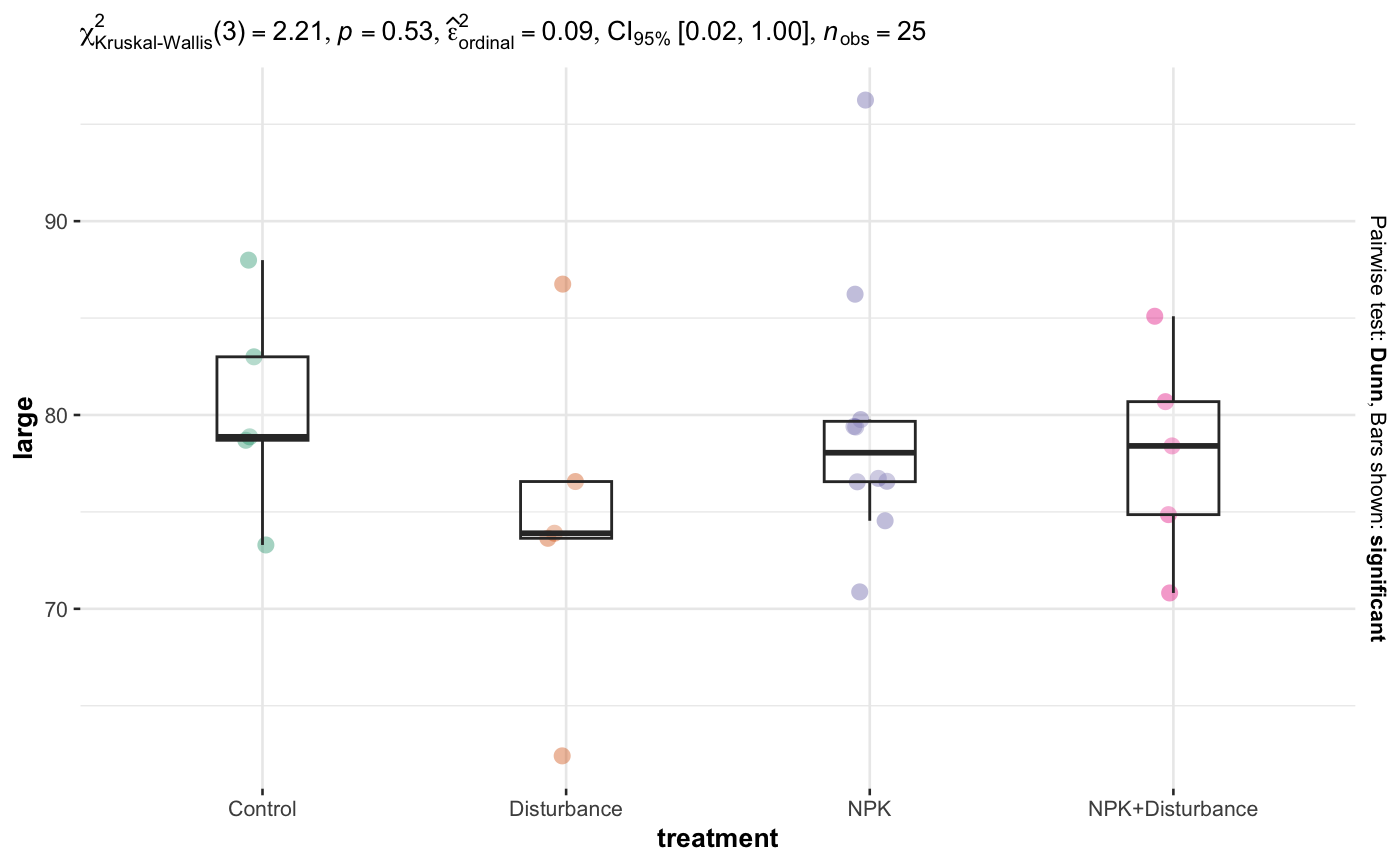 χ²Kruskal-Wallis(3) = 2.21, p = 0.53, ε̂²ordinal = 0.09, CI95% [0.02, 1.00], nobs = 25
90
80
70
large
Control Disturbance NPK NPK+Disturbance
treatment
Pairwise test: Dunn, Bars shown: significant